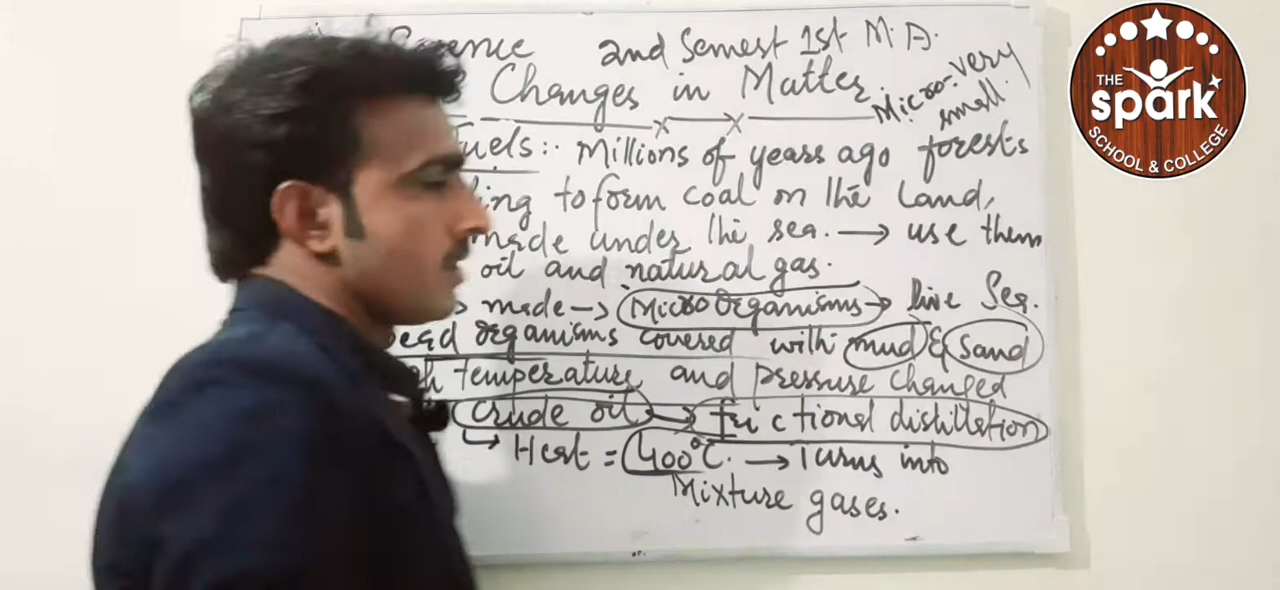 Science 2nd Semest 1st M.A.
Changes in Matter
Micro-very
small
uels:. Millions of years ago forests
ing to form coal on the Land,
made under the sea. → use them
oil and natural gas.
made → Microorganisms → live Sea.
Dead organisms covered with mud & Sand
temperature and pressure changed
crude oil → frictional distillation
↳ Heat = 400°C. → Turns into
Mixture gases.
THE
spark
SCHOOL & COLLEGE